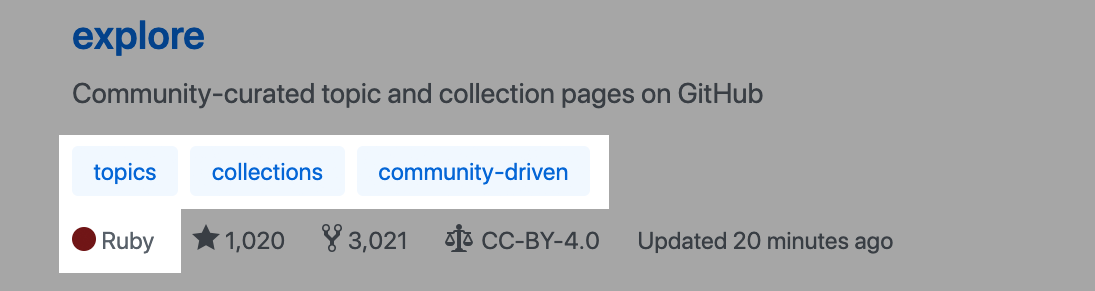 explore
Community-curated topic and collection pages on GitHub
topics collections community-driven
Ruby 1,020 3,021 CC-BY-4.0 Updated 20 minutes ago